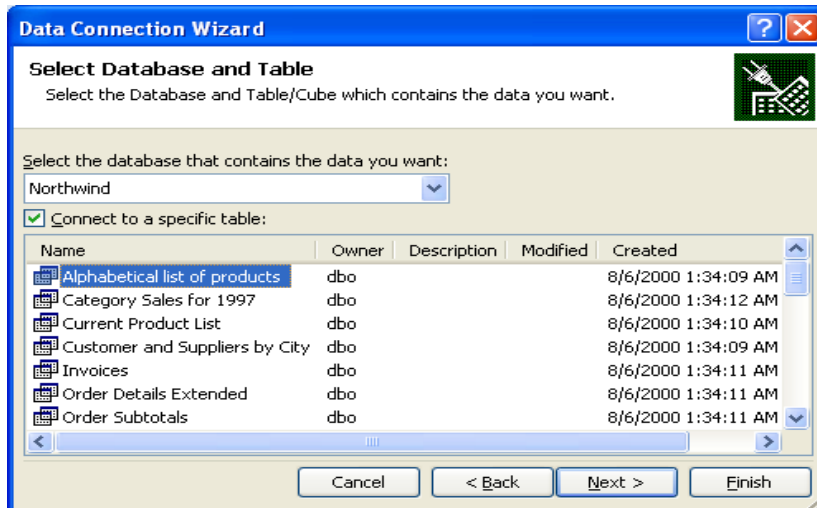 Data Connection Wizard
Select Database and Table
Select the Database and Table/Cube which contains the data you want.
Select the database that contains the data you want:
Northwind
Connect to a specific table:
Name Owner Description Modified Created
Alphabetical list of products dbo 8/6/2000 1:34:09 AM
Category Sales for 1997 dbo 8/6/2000 1:34:12 AM
Current Product List dbo 8/6/2000 1:34:10 AM
Customer and Suppliers by City dbo 8/6/2000 1:34:09 AM
Invoices dbo 8/6/2000 1:34:11 AM
Order Details Extended dbo 8/6/2000 1:34:11 AM
Order Subtotals dbo 8/6/2000 1:34:11 AM
Cancel < Back Next > Finish